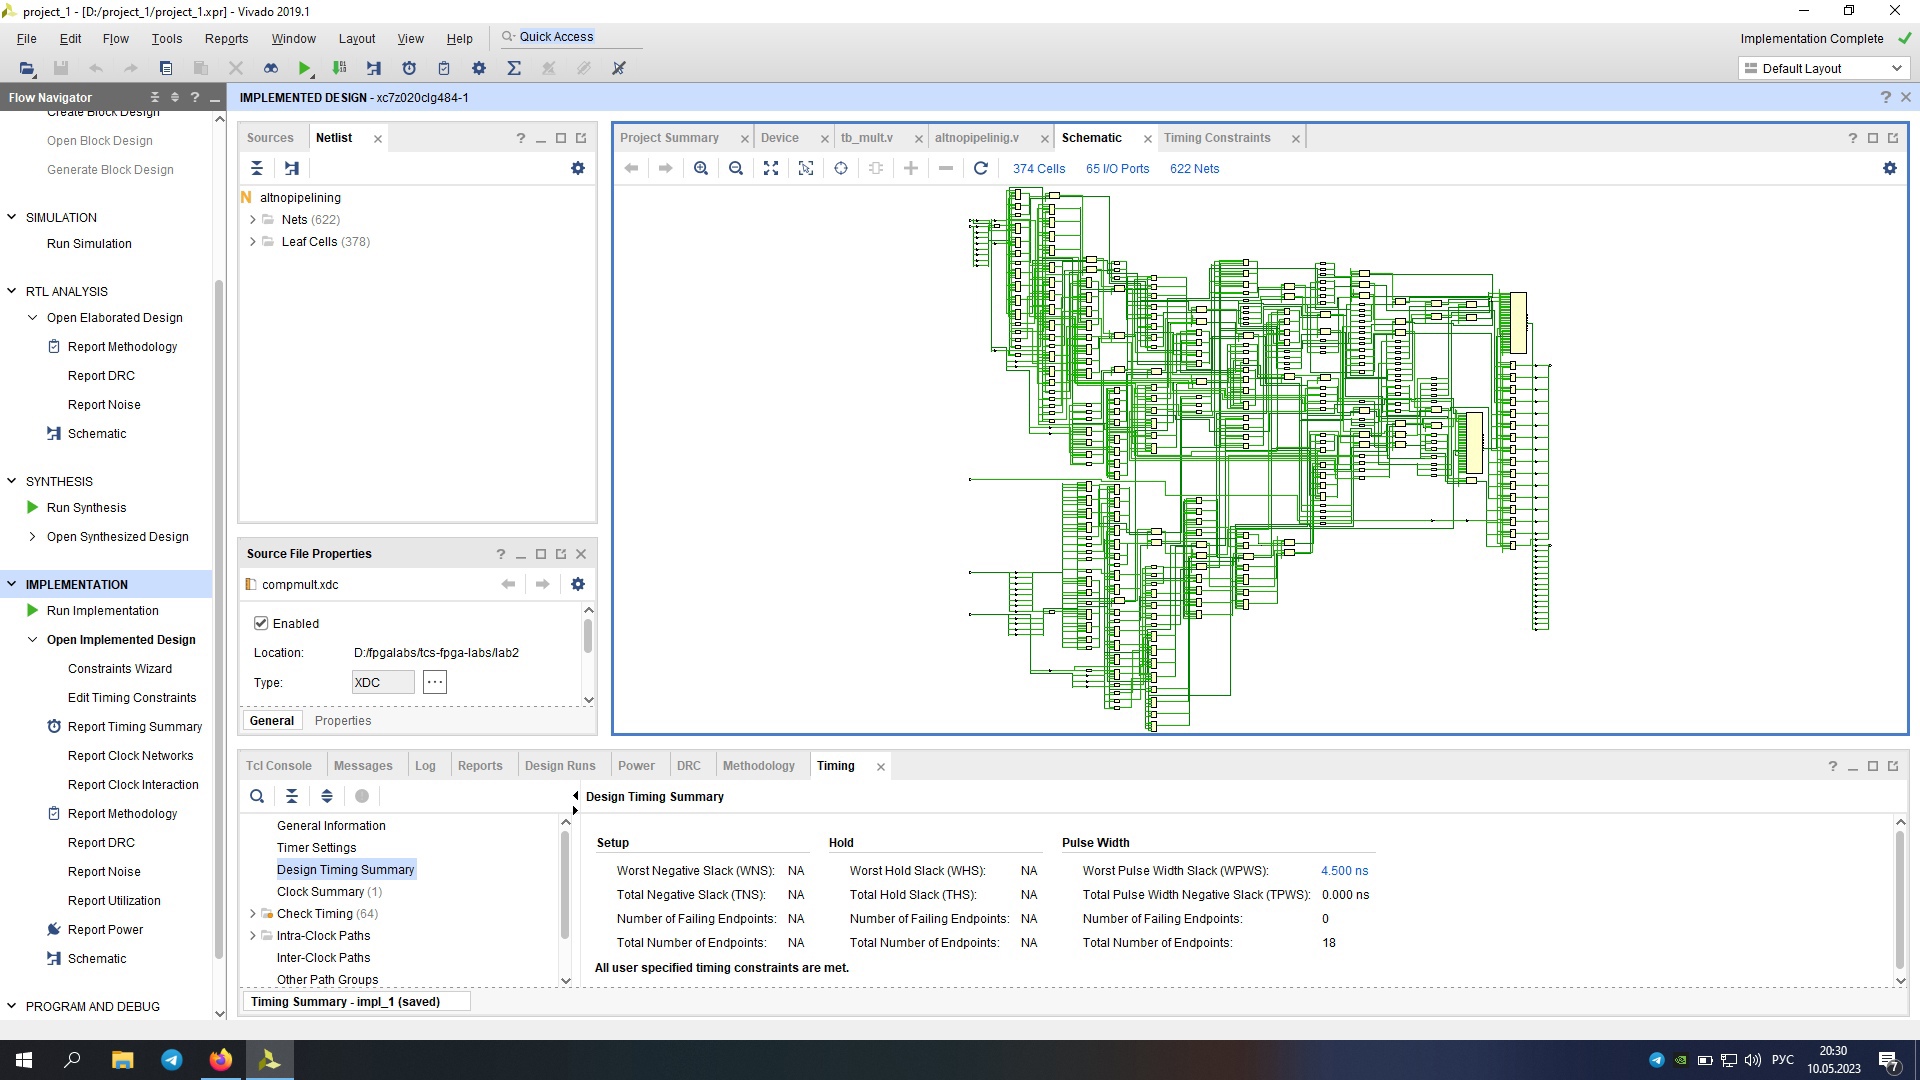 project_1 - [D:/project_1/project_1.xpr] - Vivado 2019.1
File Edit Flow Tools Reports Window Layout View Help Quick Access
Implementation Complete
Default Layout
Flow Navigator
Create Block Design
Open Block Design
Generate Block Design
SIMULATION
Run Simulation
RTL ANALYSIS
Open Elaborated Design
Report Methodology
Report DRC
Report Noise
Schematic
SYNTHESIS
Run Synthesis
Open Synthesized Design
IMPLEMENTATION
Run Implementation
Open Implemented Design
Constraints Wizard
Edit Timing Constraints
Report Timing Summary
Report Clock Networks
Report Clock Interaction
Report Methodology
Report DRC
Report Noise
Report Utilization
Report Power
Schematic
PROGRAM AND DEBUG
IMPLEMENTED DESIGN - xc7z020clg484-1
Sources Netlist
N altnopipelining
Nets (622)
Leaf Cells (378)
Source File Properties
compmult.xdc
Enabled
Location: D:/fpgalabs/tcs-fpga-labs/lab2
Type: XDC
General Properties
Project Summary Device tb_mult.v altnopipelinig.v Schematic Timing Constraints
374 Cells 65 I/O Ports 622 Nets
Tcl Console Messages Log Reports Design Runs Power DRC Methodology Timing
General Information
Timer Settings
Design Timing Summary
Clock Summary (1)
Check Timing (64)
Intra-Clock Paths
Inter-Clock Paths
Other Path Groups
Timing Summary - impl_1 (saved)
Design Timing Summary
Setup Hold Pulse Width
Worst Negative Slack (WNS): NA Worst Hold Slack (WHS): NA Worst Pulse Width Slack (WPWS): 4.500 ns
Total Negative Slack (TNS): NA Total Hold Slack (THS): NA Total Pulse Width Negative Slack (TPWS): 0.000 ns
Number of Failing Endpoints: NA Number of Failing Endpoints: NA Number of Failing Endpoints: 0
Total Number of Endpoints: NA Total Number of Endpoints: NA Total Number of Endpoints: 18
All user specified timing constraints are met.
РУС
20:30
10.05.2023
7